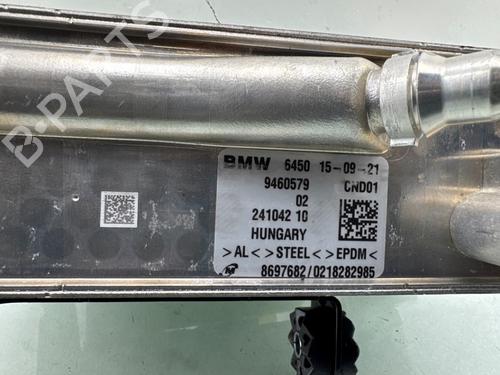 B-PARTS
BMW 6450 15-09-21
9460579 CND01
02
241042 10
HUNGARY
>AL<>STEEL<>EPDM<
8697682/0218282985